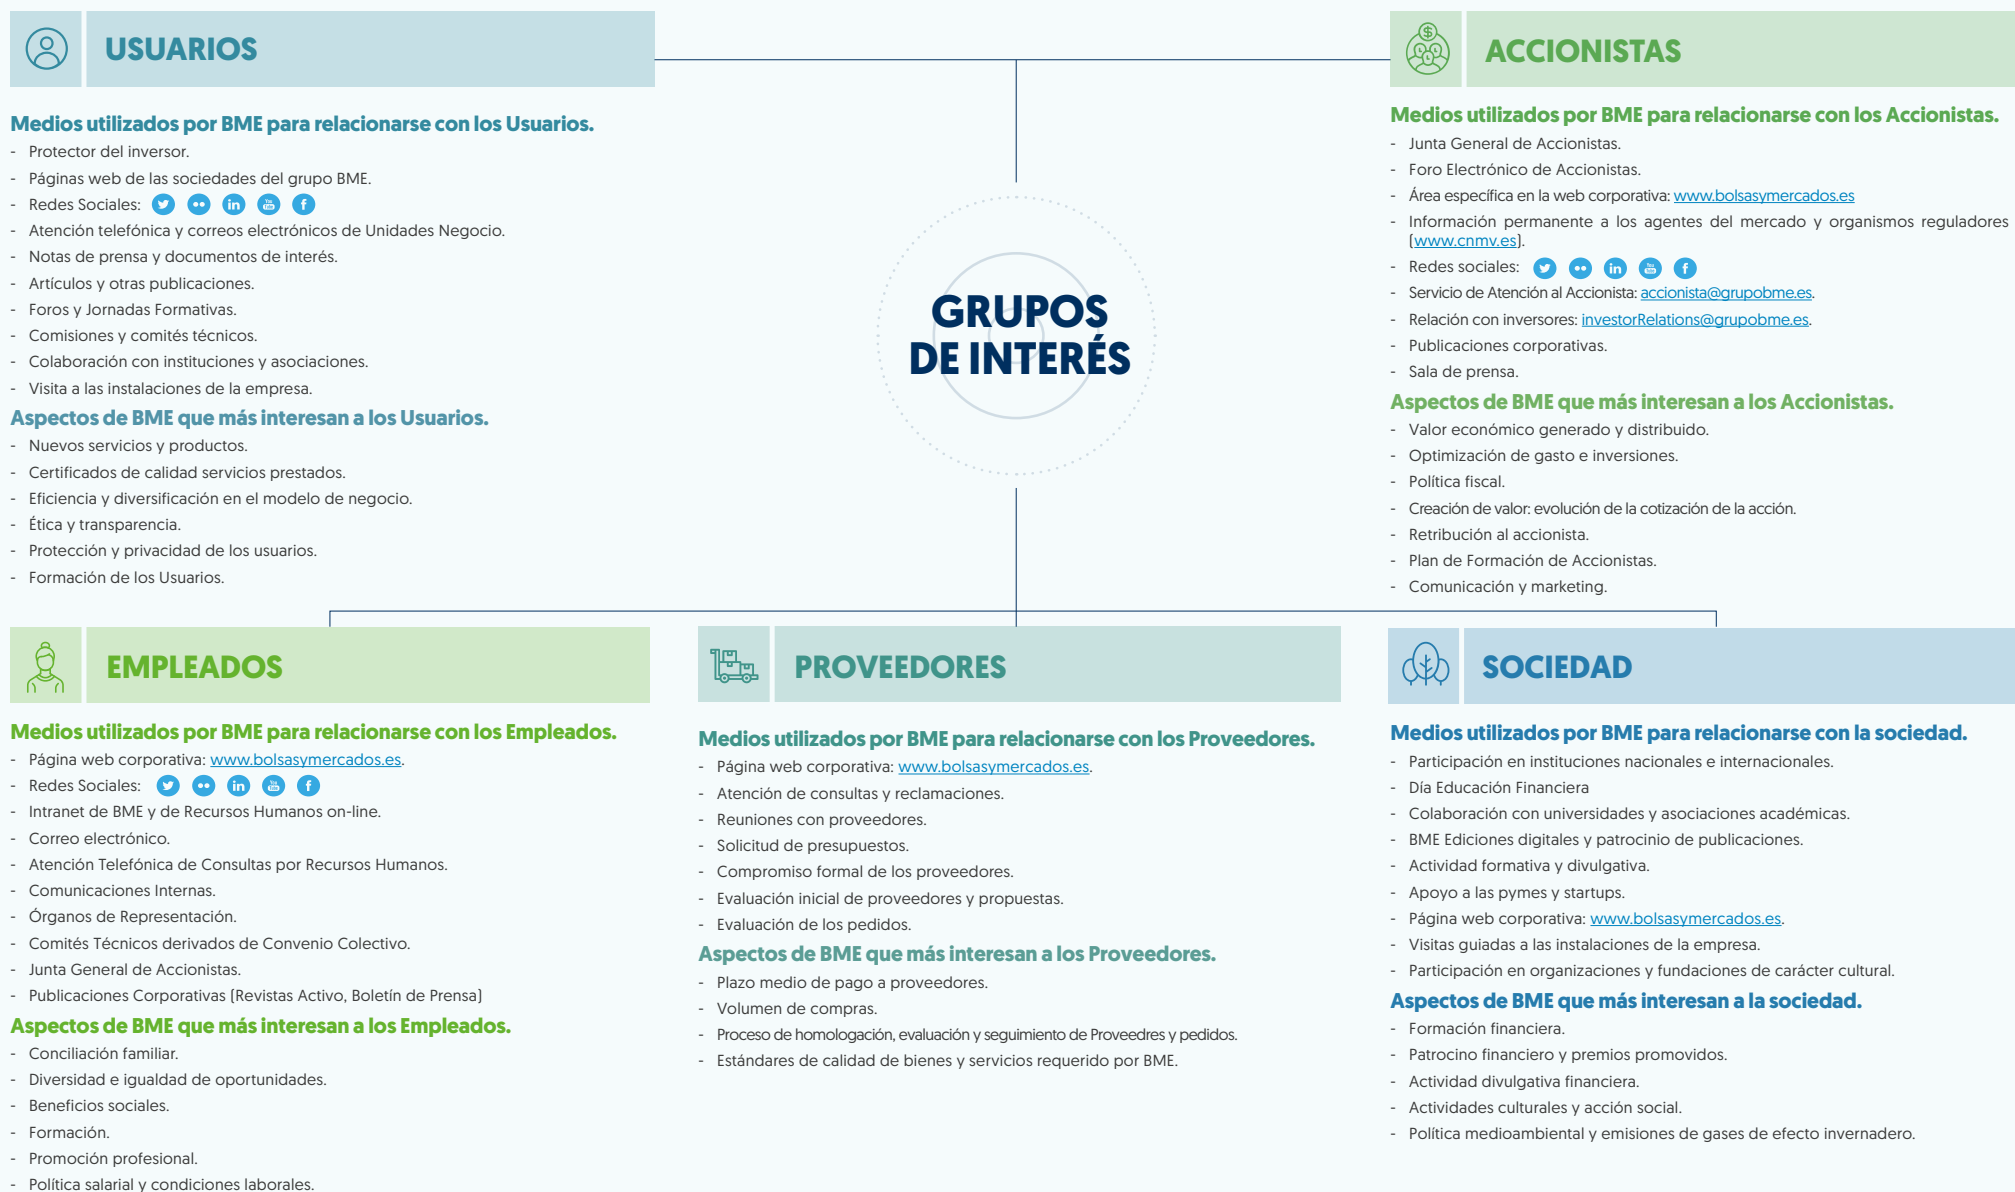 USUARIOS
Medios utilizados por BME para relacionarse con los Usuarios.
- Protector del inversor.
- Páginas web de las sociedades del grupo BME.
- Redes Sociales:
- Atención telefónica y correos electrónicos de Unidades Negocio.
- Notas de prensa y documentos de interés.
- Artículos y otras publicaciones.
- Foros y Jornadas Formativas.
- Comisiones y comités técnicos.
- Colaboración con instituciones y asociaciones.
- Visita a las instalaciones de la empresa.
Aspectos de BME que más interesan a los Usuarios.
- Nuevos servicios y productos.
- Certificados de calidad servicios prestados.
- Eficiencia y diversificación en el modelo de negocio.
- Ética y transparencia.
- Protección y privacidad de los usuarios.
- Formación de los Usuarios.
GRUPOS
DE INTERÉS
ACCIONISTAS
Medios utilizados por BME para relacionarse con los Accionistas.
- Junta General de Accionistas.
- Foro Electrónico de Accionistas.
- Área específica en la web corporativa: www.bolsasymercados.es
- Información permanente a los agentes del mercado y organismos reguladores
(www.cnmv.es).
- Redes sociales:
- Servicio de Atención al Accionista: accionista@grupobme.es.
- Relación con inversores: investorRelations@grupobme.es.
- Publicaciones corporativas.
- Sala de prensa.
Aspectos de BME que más interesan a los Accionistas.
- Valor económico generado y distribuido.
- Optimización de gasto e inversiones.
- Política fiscal.
- Creación de valor: evolución de la cotización de la acción.
- Retribución al accionista.
- Plan de Formación de Accionistas.
- Comunicación y marketing.
EMPLEADOS
Medios utilizados por BME para relacionarse con los Empleados.
- Página web corporativa: www.bolsasymercados.es.
- Redes Sociales:
- Intranet de BME y de Recursos Humanos on-line.
- Correo electrónico.
- Atención Telefónica de Consultas por Recursos Humanos.
- Comunicaciones Internas.
- Órganos de Representación.
- Comités Técnicos derivados de Convenio Colectivo.
- Junta General de Accionistas.
- Publicaciones Corporativas (Revistas Activo, Boletín de Prensa)
Aspectos de BME que más interesan a los Empleados.
- Conciliación familiar.
- Diversidad e igualdad de oportunidades.
- Beneficios sociales.
- Formación.
- Promoción profesional.
- Política salarial y condiciones laborales.
PROVEEDORES
Medios utilizados por BME para relacionarse con los Proveedores.
- Página web corporativa: www.bolsasymercados.es.
- Atención de consultas y reclamaciones.
- Reuniones con proveedores.
- Solicitud de presupuestos.
- Compromiso formal de los proveedores.
- Evaluación inicial de proveedores y propuestas.
- Evaluación de los pedidos.
Aspectos de BME que más interesan a los Proveedores.
- Plazo medio de pago a proveedores.
- Volumen de compras.
- Proceso de homologación, evaluación y seguimiento de Proveedres y pedidos.
- Estándares de calidad de bienes y servicios requerido por BME.
SOCIEDAD
Medios utilizados por BME para relacionarse con la sociedad.
- Participación en instituciones nacionales e internacionales.
- Día Educación Financiera
- Colaboración con universidades y asociaciones académicas.
- BME Ediciones digitales y patrocinio de publicaciones.
- Actividad formativa y divulgativa.
- Apoyo a las pymes y startups.
- Página web corporativa: www.bolsasymercados.es.
- Visitas guiadas a las instalaciones de la empresa.
- Participación en organizaciones y fundaciones de carácter cultural.
Aspectos de BME que más interesan a la sociedad.
- Formación financiera.
- Patrocino financiero y premios promovidos.
- Actividad divulgativa financiera.
- Actividades culturales y acción social.
- Política medioambiental y emisiones de gases de efecto invernadero.